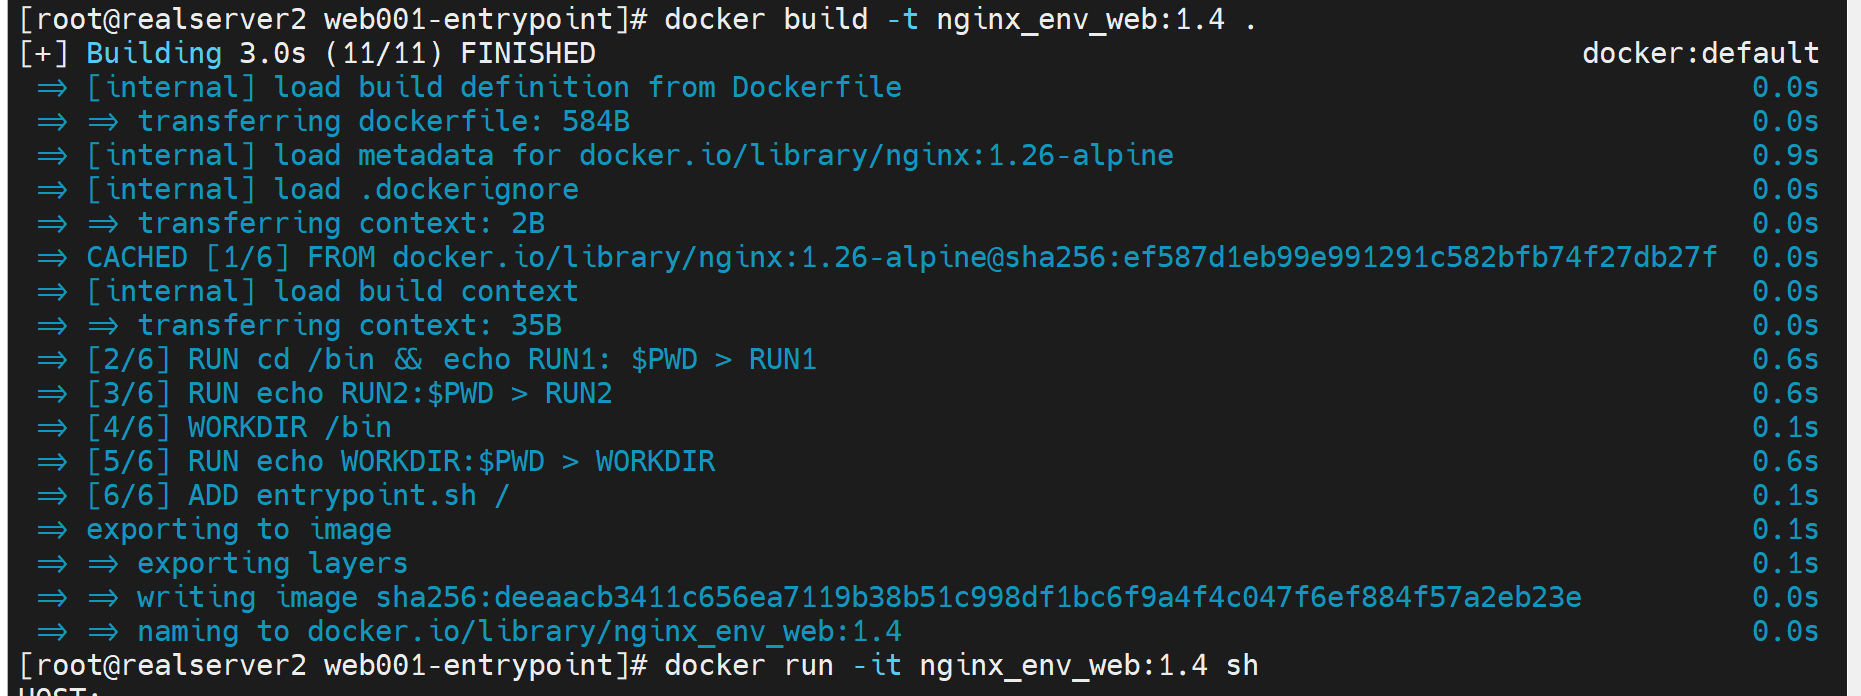 [root@realserver2 web001-entrypoint]# docker build -t nginx_env_web:1.4 .
[+] Building 3.0s (11/11) FINISHED docker:default
=> [internal] load build definition from Dockerfile 0.0s
=> => transferring dockerfile: 584B 0.0s
=> [internal] load metadata for docker.io/library/nginx:1.26-alpine 0.9s
=> [internal] load .dockerignore 0.0s
=> => transferring context: 2B 0.0s
=> CACHED [1/6] FROM docker.io/library/nginx:1.26-alpine@sha256:ef587d1eb99e991291c582bfb74f27db27f 0.0s
=> [internal] load build context 0.0s
=> => transferring context: 35B 0.0s
=> [2/6] RUN cd /bin && echo RUN1: $PWD > RUN1 0.6s
=> [3/6] RUN echo RUN2:$PWD > RUN2 0.6s
=> [4/6] WORKDIR /bin 0.1s
=> [5/6] RUN echo WORKDIR:$PWD > WORKDIR 0.6s
=> [6/6] ADD entrypoint.sh / 0.1s
=> exporting to image 0.1s
=> => exporting layers 0.1s
=> => writing image sha256:deeaacb3411c656ea7119b38b51c998df1bc6f9a4f4c047f6ef884f57a2eb23e 0.0s
=> => naming to docker.io/library/nginx_env_web:1.4 0.0s
[root@realserver2 web001-entrypoint]# docker run -it nginx_env_web:1.4 sh
HOST: